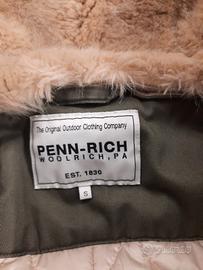 The Original Outdoor Clothing Company
PENN-RICH
WOOLRICH, PA
EST. 1830
S